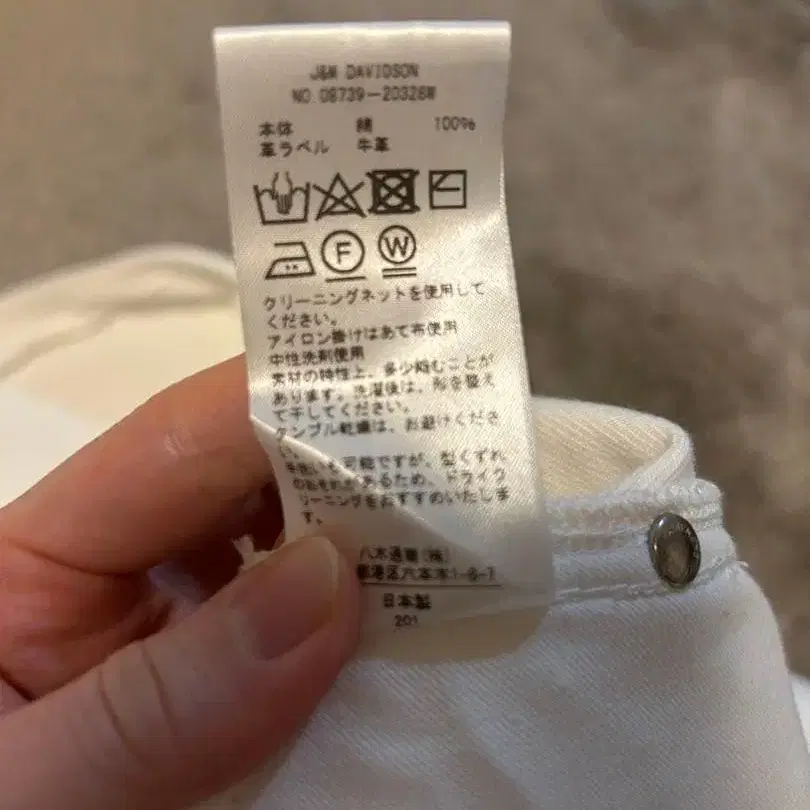 J&M DAVIDSON
NO 08739-20328W
本体 綿 100%
革ラベル 牛革
F W
クリーニングネットを使用して
ください。
アイロン掛けはあて布使用
中性洗剤使用
素材の特性上、多少縮むことが
あります。洗濯後は、形を整え
て干してください。
タンブル乾燥は、お避けくださ
い。
手洗いも可能ですが、型くずれ
のおそれがあるため、ドライク
リーニングをおすすめいたしま
す。
八木通商(株)
都港区六本木1-8-7
日本製
201